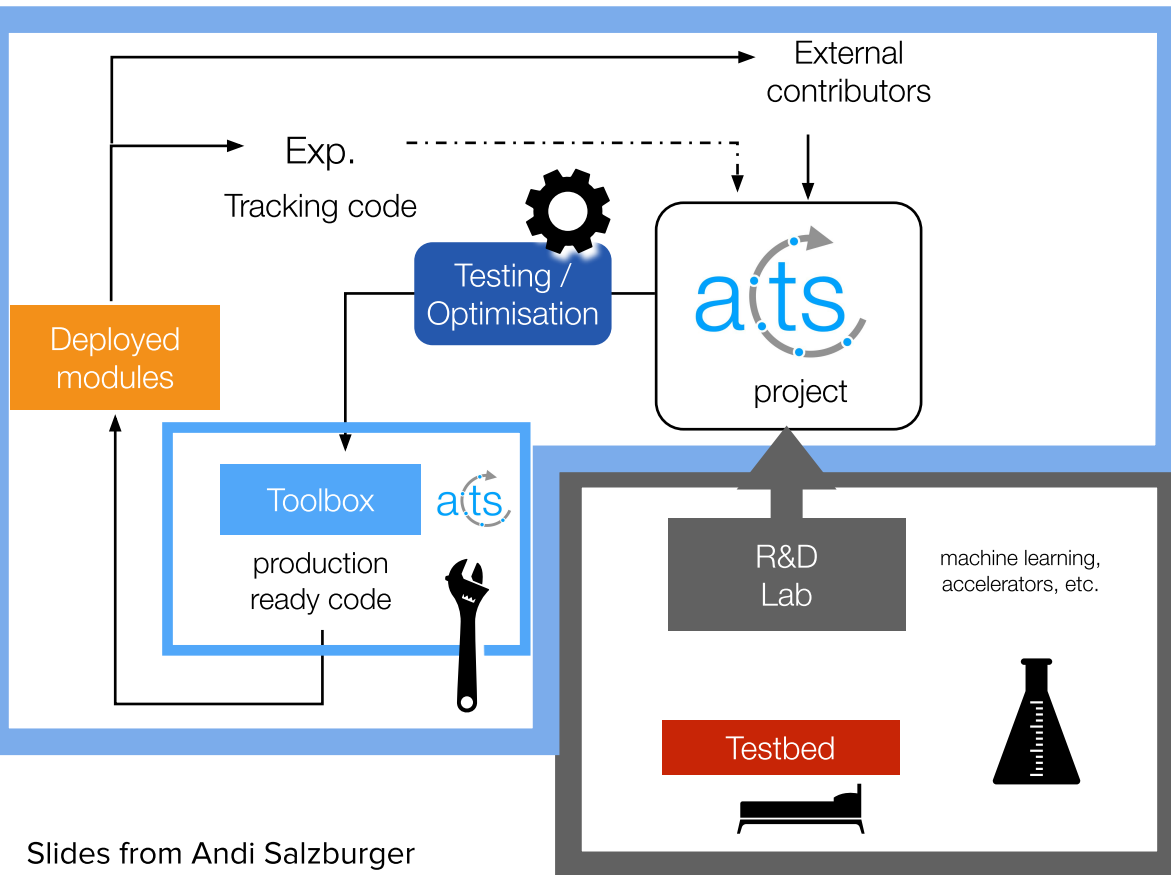 External
contributors
Exp.
Tracking code
Testing /
Optimisation
acts
project
Deployed
modules
Toolbox
acts
production
ready code
R&D
Lab
machine learning,
accelerators, etc.
Testbed
Slides from Andi Salzburger